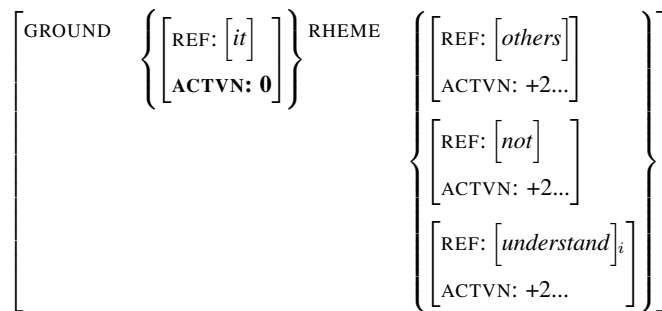 GROUND REF: [it] RHEME REF: [others]
ACTVN: 0 ACTVN: +2...
REF: [not]
ACTVN: +2...
REF: [understand]i
ACTVN: +2...